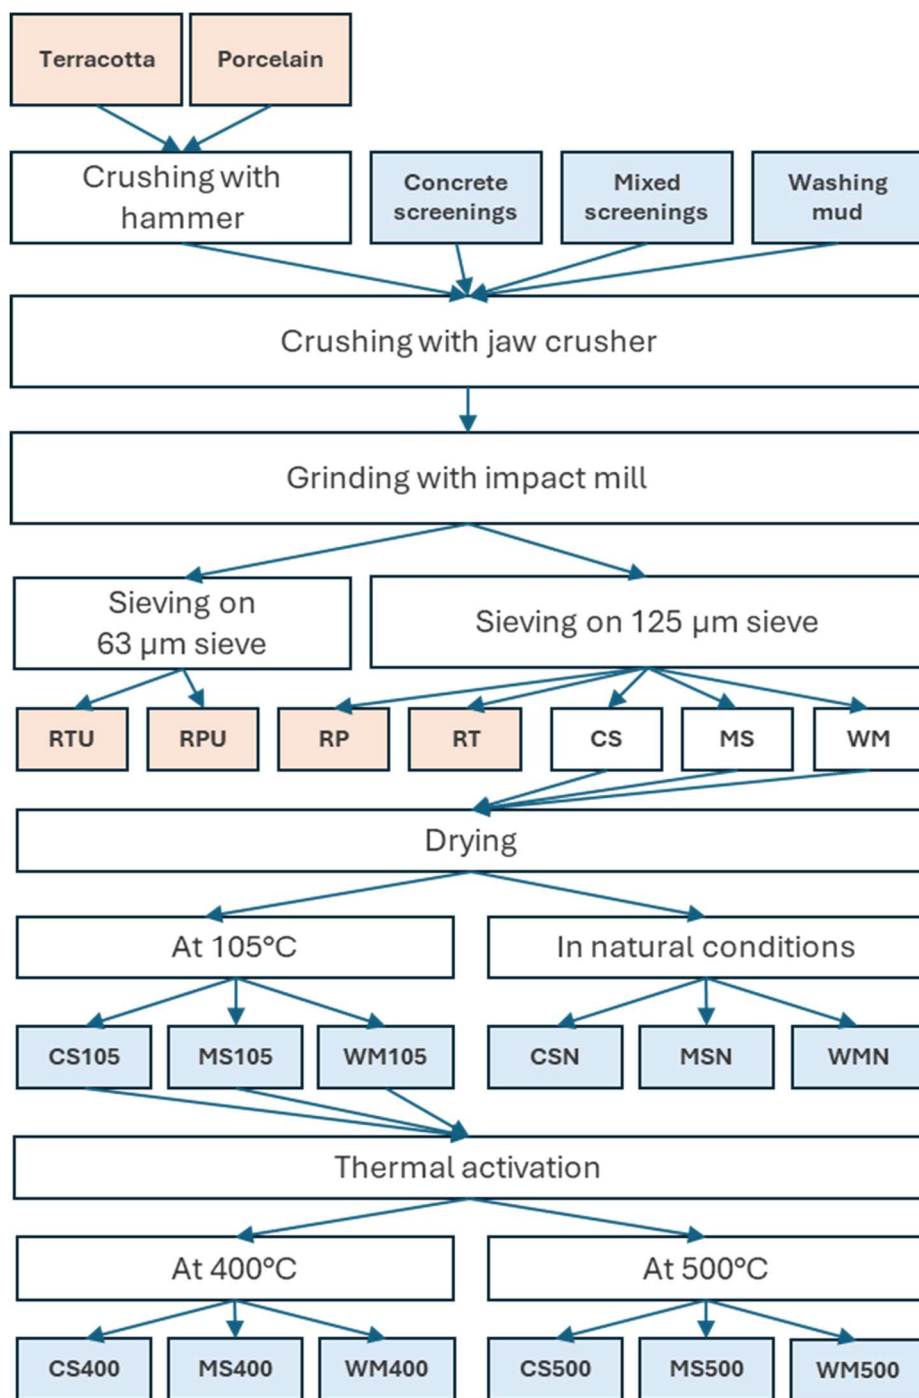 Terracotta
Porcelain
Crushing with
hammer
Concrete
screenings
Mixed
screenings
Washing
mud
Crushing with jaw crusher
Grinding with impact mill
Sieving on
63 µm sieve
Sieving on 125 µm sieve
RTU
RPU
RP
RT
CS
MS
WM
Drying
At 105°C
In natural conditions
CS105
MS105
WM105
CSN
MSN
WMN
Thermal activation
At 400°C
At 500°C
CS400
MS400
WM400
CS500
MS500
WM500